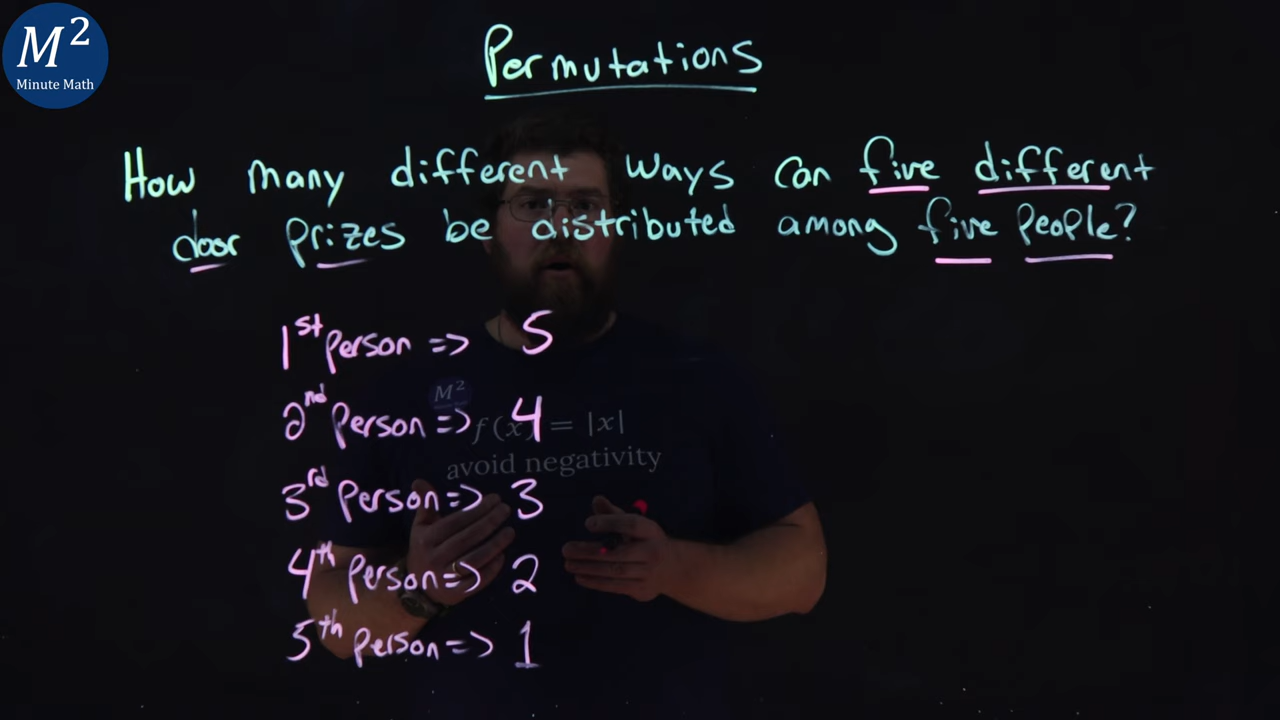 M²
Minute Math
Permutations
How many different ways can five different
door prizes be distributed among five people?
1st person => 5
2nd person => 4
3rd person => 3
4th person => 2
5th person => 1
M²
f(x) = |x|
avoid negativity